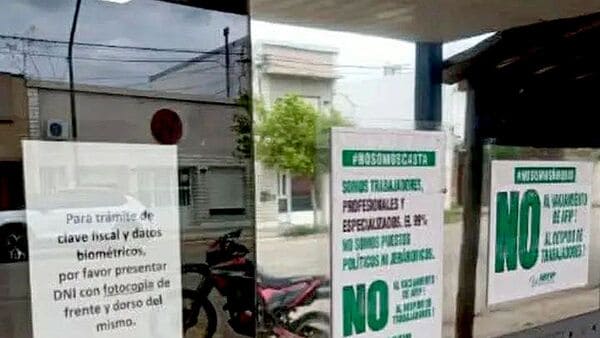 Para trámite de
clave fiscal y datos
biométricos,
por favor presentar
DNI con fotocopia de
frente y dorso del
mismo.
#NOSOMOSCASTA
SOMOS TRABAJADORES,
PROFESIONALES Y
ESPECIALIZADOS. EL 99%
NO SOMOS PUESTOS
POLÍTICOS NI JERÁRQUICOS.
NO
AL VACIAMIENTO
DE AFIP!
AL DESPIDO DE
TRABAJADORES!
NO
AL VACIAMIENTO DE
AFIP!
AL DESPIDO DE
TRABAJADORES!